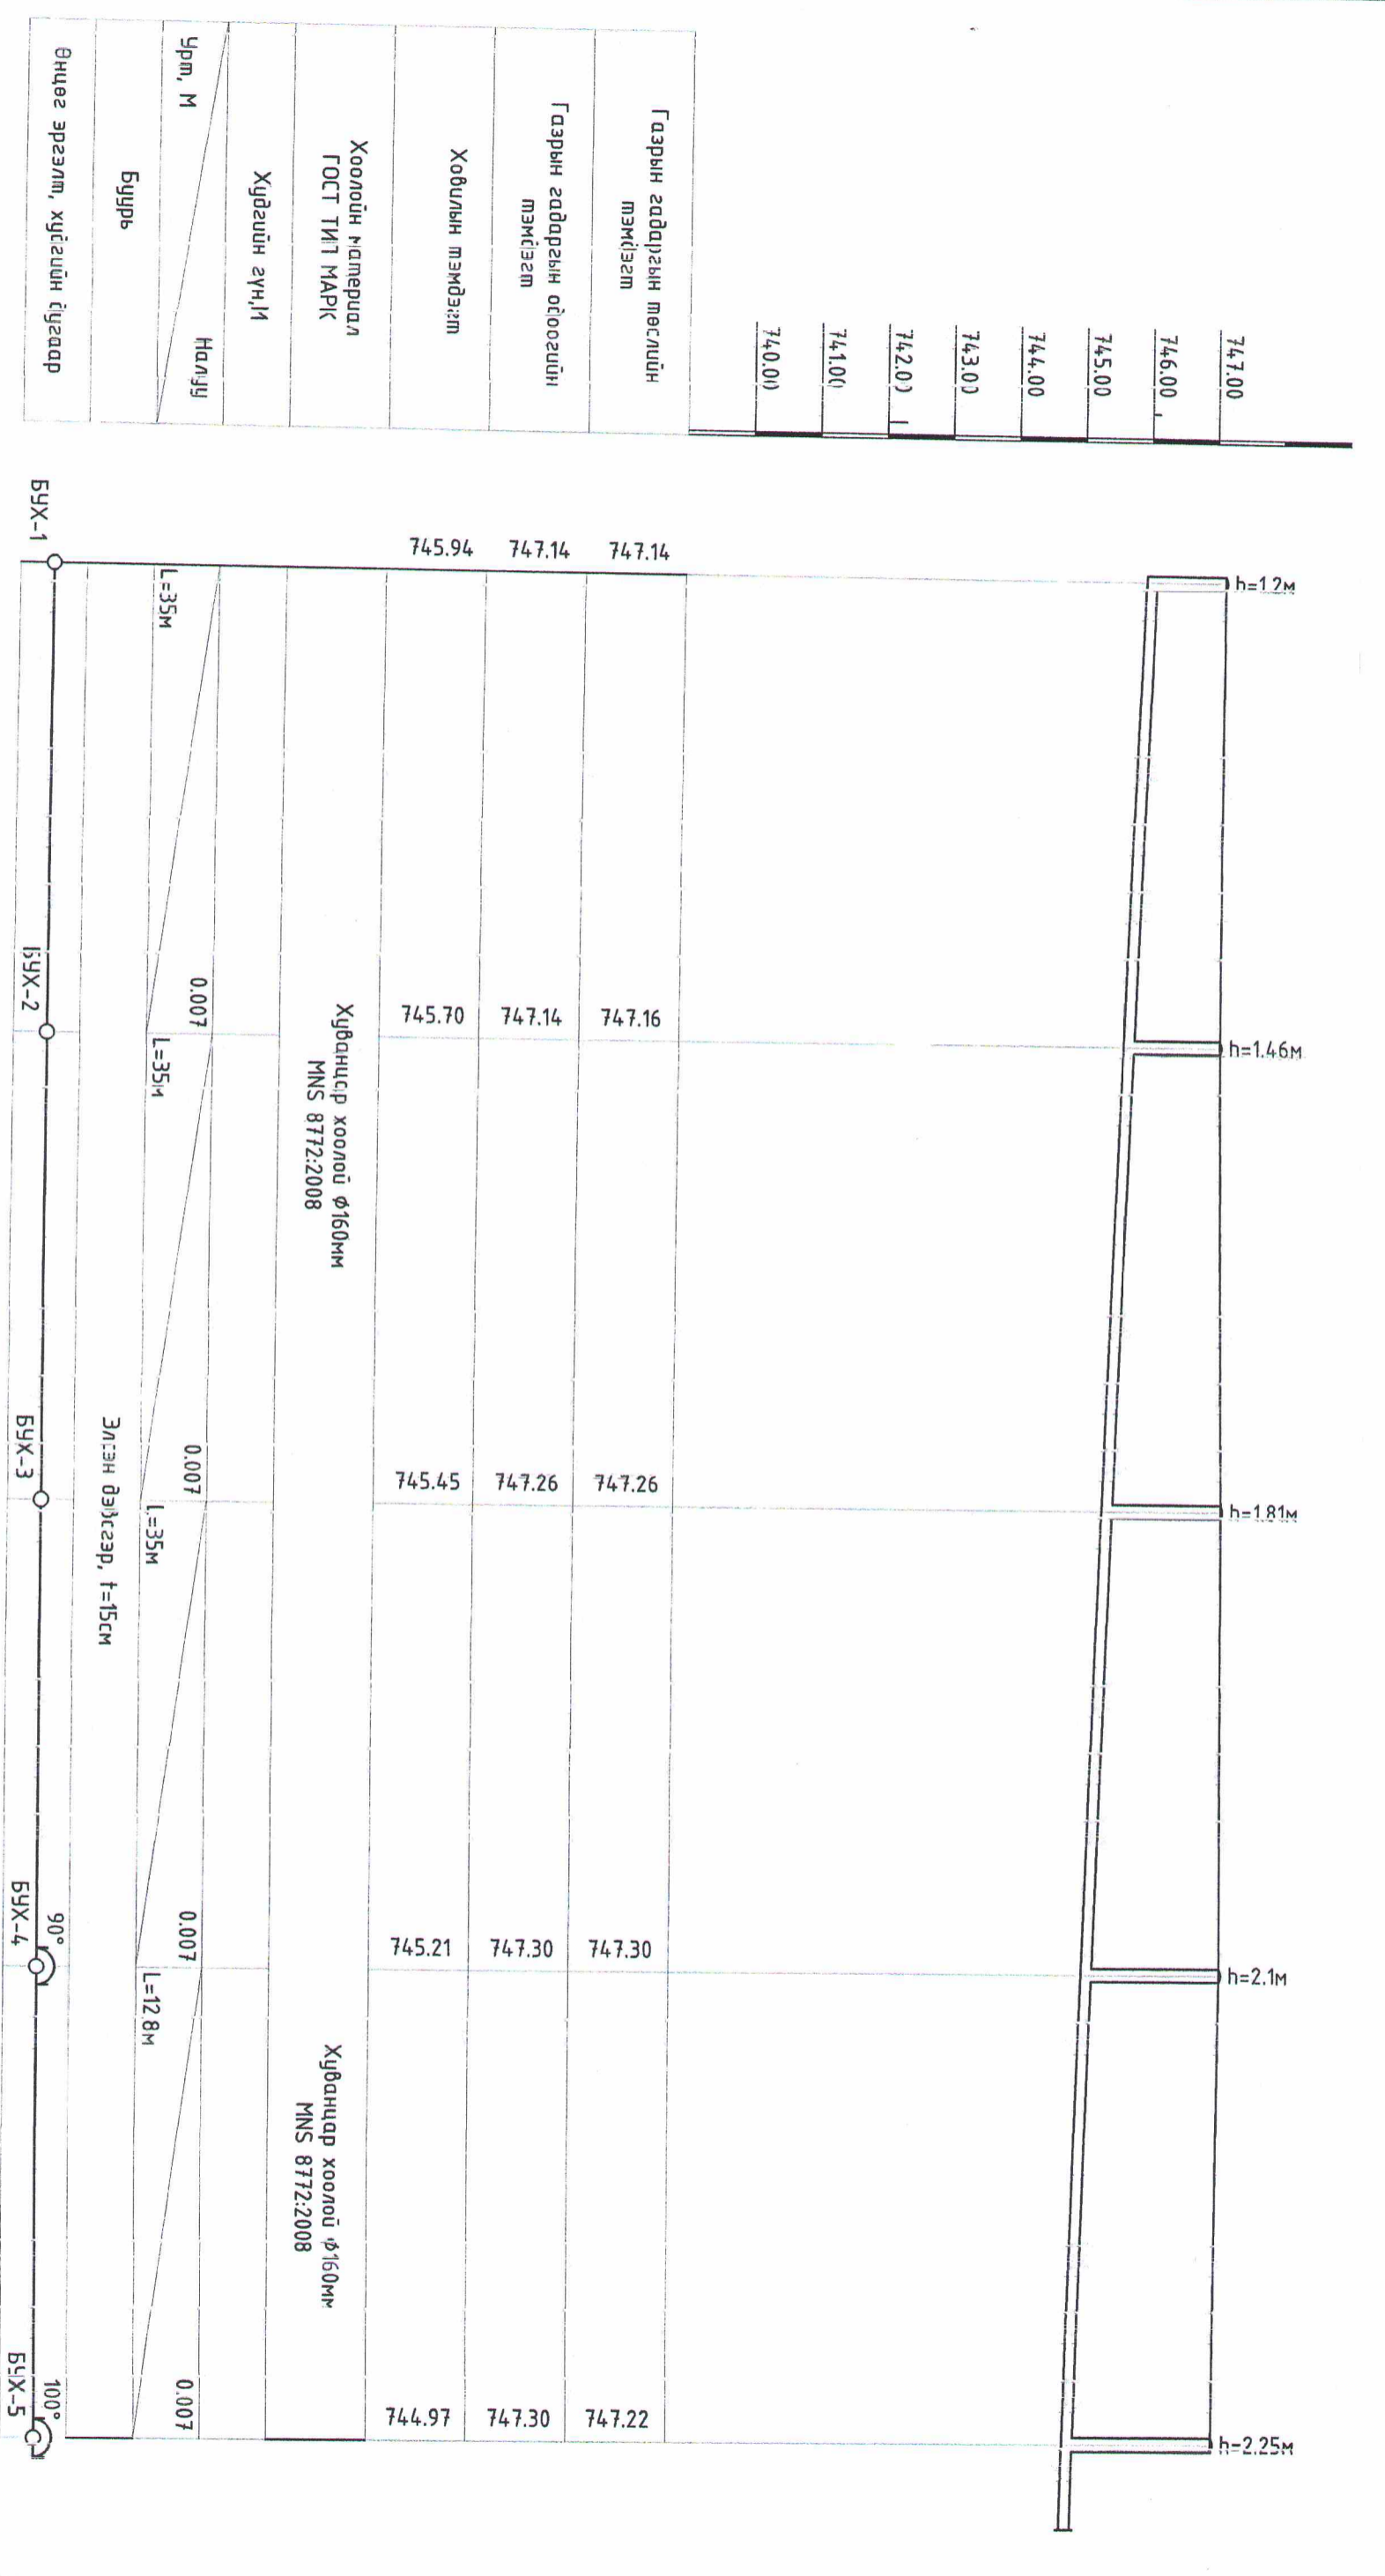 747.00
746.00
745.00
744.00
743.00
742.00
741.00
740.00
h=1.2м
h=1.46м
h=1.81м
h=2.1м
h=2.25м
Газрын гадаргын төслийн
тэмдэгт
747.14
747.16
747.26
747.30
747.22
Газрын гадаргын одоогийн
тэмдэгт
747.14
747.14
747.26
747.30
747.30
Ховилын тэмдэгт
745.94
745.70
745.45
745.21
744.97
Хоолойн материал
ГОСТ ТИП МАРК
Хуванцар хоолой ϕ160мм
MNS 8772:2008
Хуванцар хоолой ϕ160мм
MNS 8772:2008
Худгийн гүн,М
Налуу
Урт, М
0.007
0.007
0.007
0.007
L=35м
L=35м
L=35м
L=12.8м
Буурь
Элсэн дэвсгэр, t=15см
Өнцөг эргэлт, худгийн дугаар
90°
100°
БУХ-1
БУХ-2
БУХ-3
БУХ-4
БУХ-5